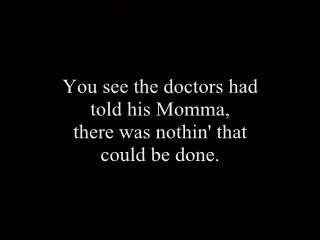 You see the doctors had
told his Momma,
there was nothin' that
could be done.